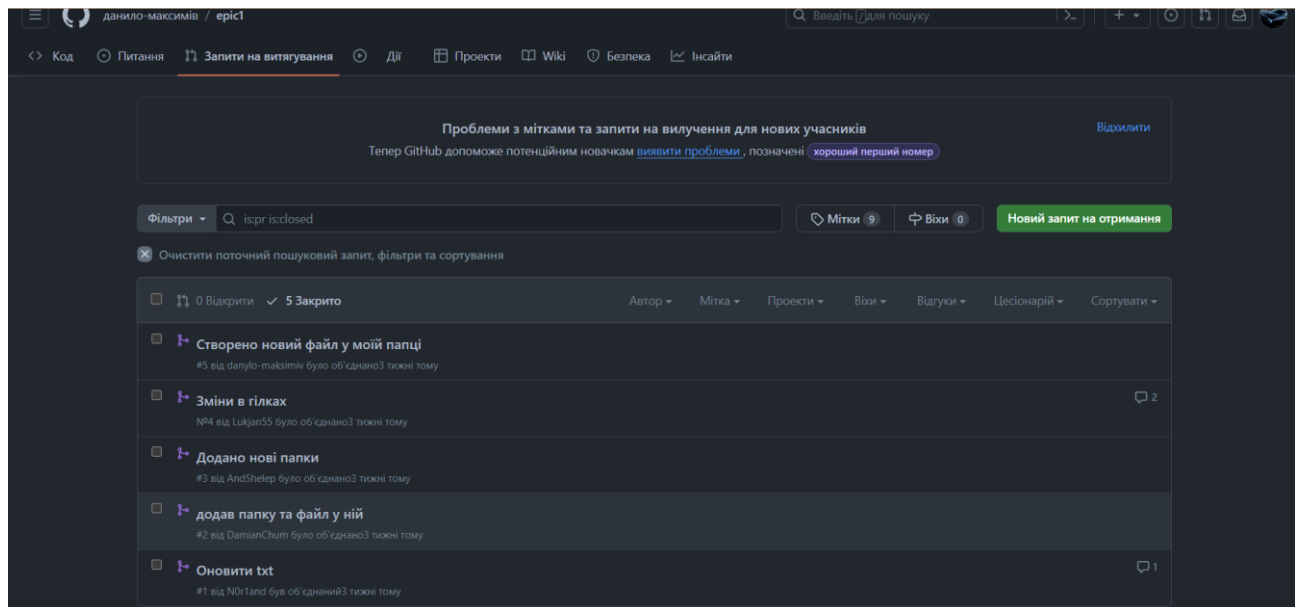 данило-максимів / epic1
Введіть / для пошуку
Код Питання Запити на витягування Дії Проекти Wiki Безпека Інсайти
Проблеми з мітками та запити на вилучення для нових учасників
Відхилити
Тепер GitHub допоможе потенційним новачкам виявити проблеми , позначені хороший перший номер
Фільтри is:pr is:closed Мітки 9 Віхи 0 Новий запит на отримання
Очистити поточний пошуковий запит, фільтри та сортування
0 Відкрити 5 Закрито Автор Мітка Проекти Віхи Відгуки Цесіонарій Сортувати
Створено новий файл у моїй папці
#5 від danylo-maksimiv було об'єднано3 тижні тому
Зміни в гілках 2
№4 від Lukjan55 було об'єднано3 тижні тому
Додано нові папки
#3 від AndShelep було об'єднано3 тижні тому
додав папку та файл у ній
#2 від DamianChum було об'єднано3 тижні тому
Оновити txt 1
#1 від N0r1and був об'єднаний3 тижні тому